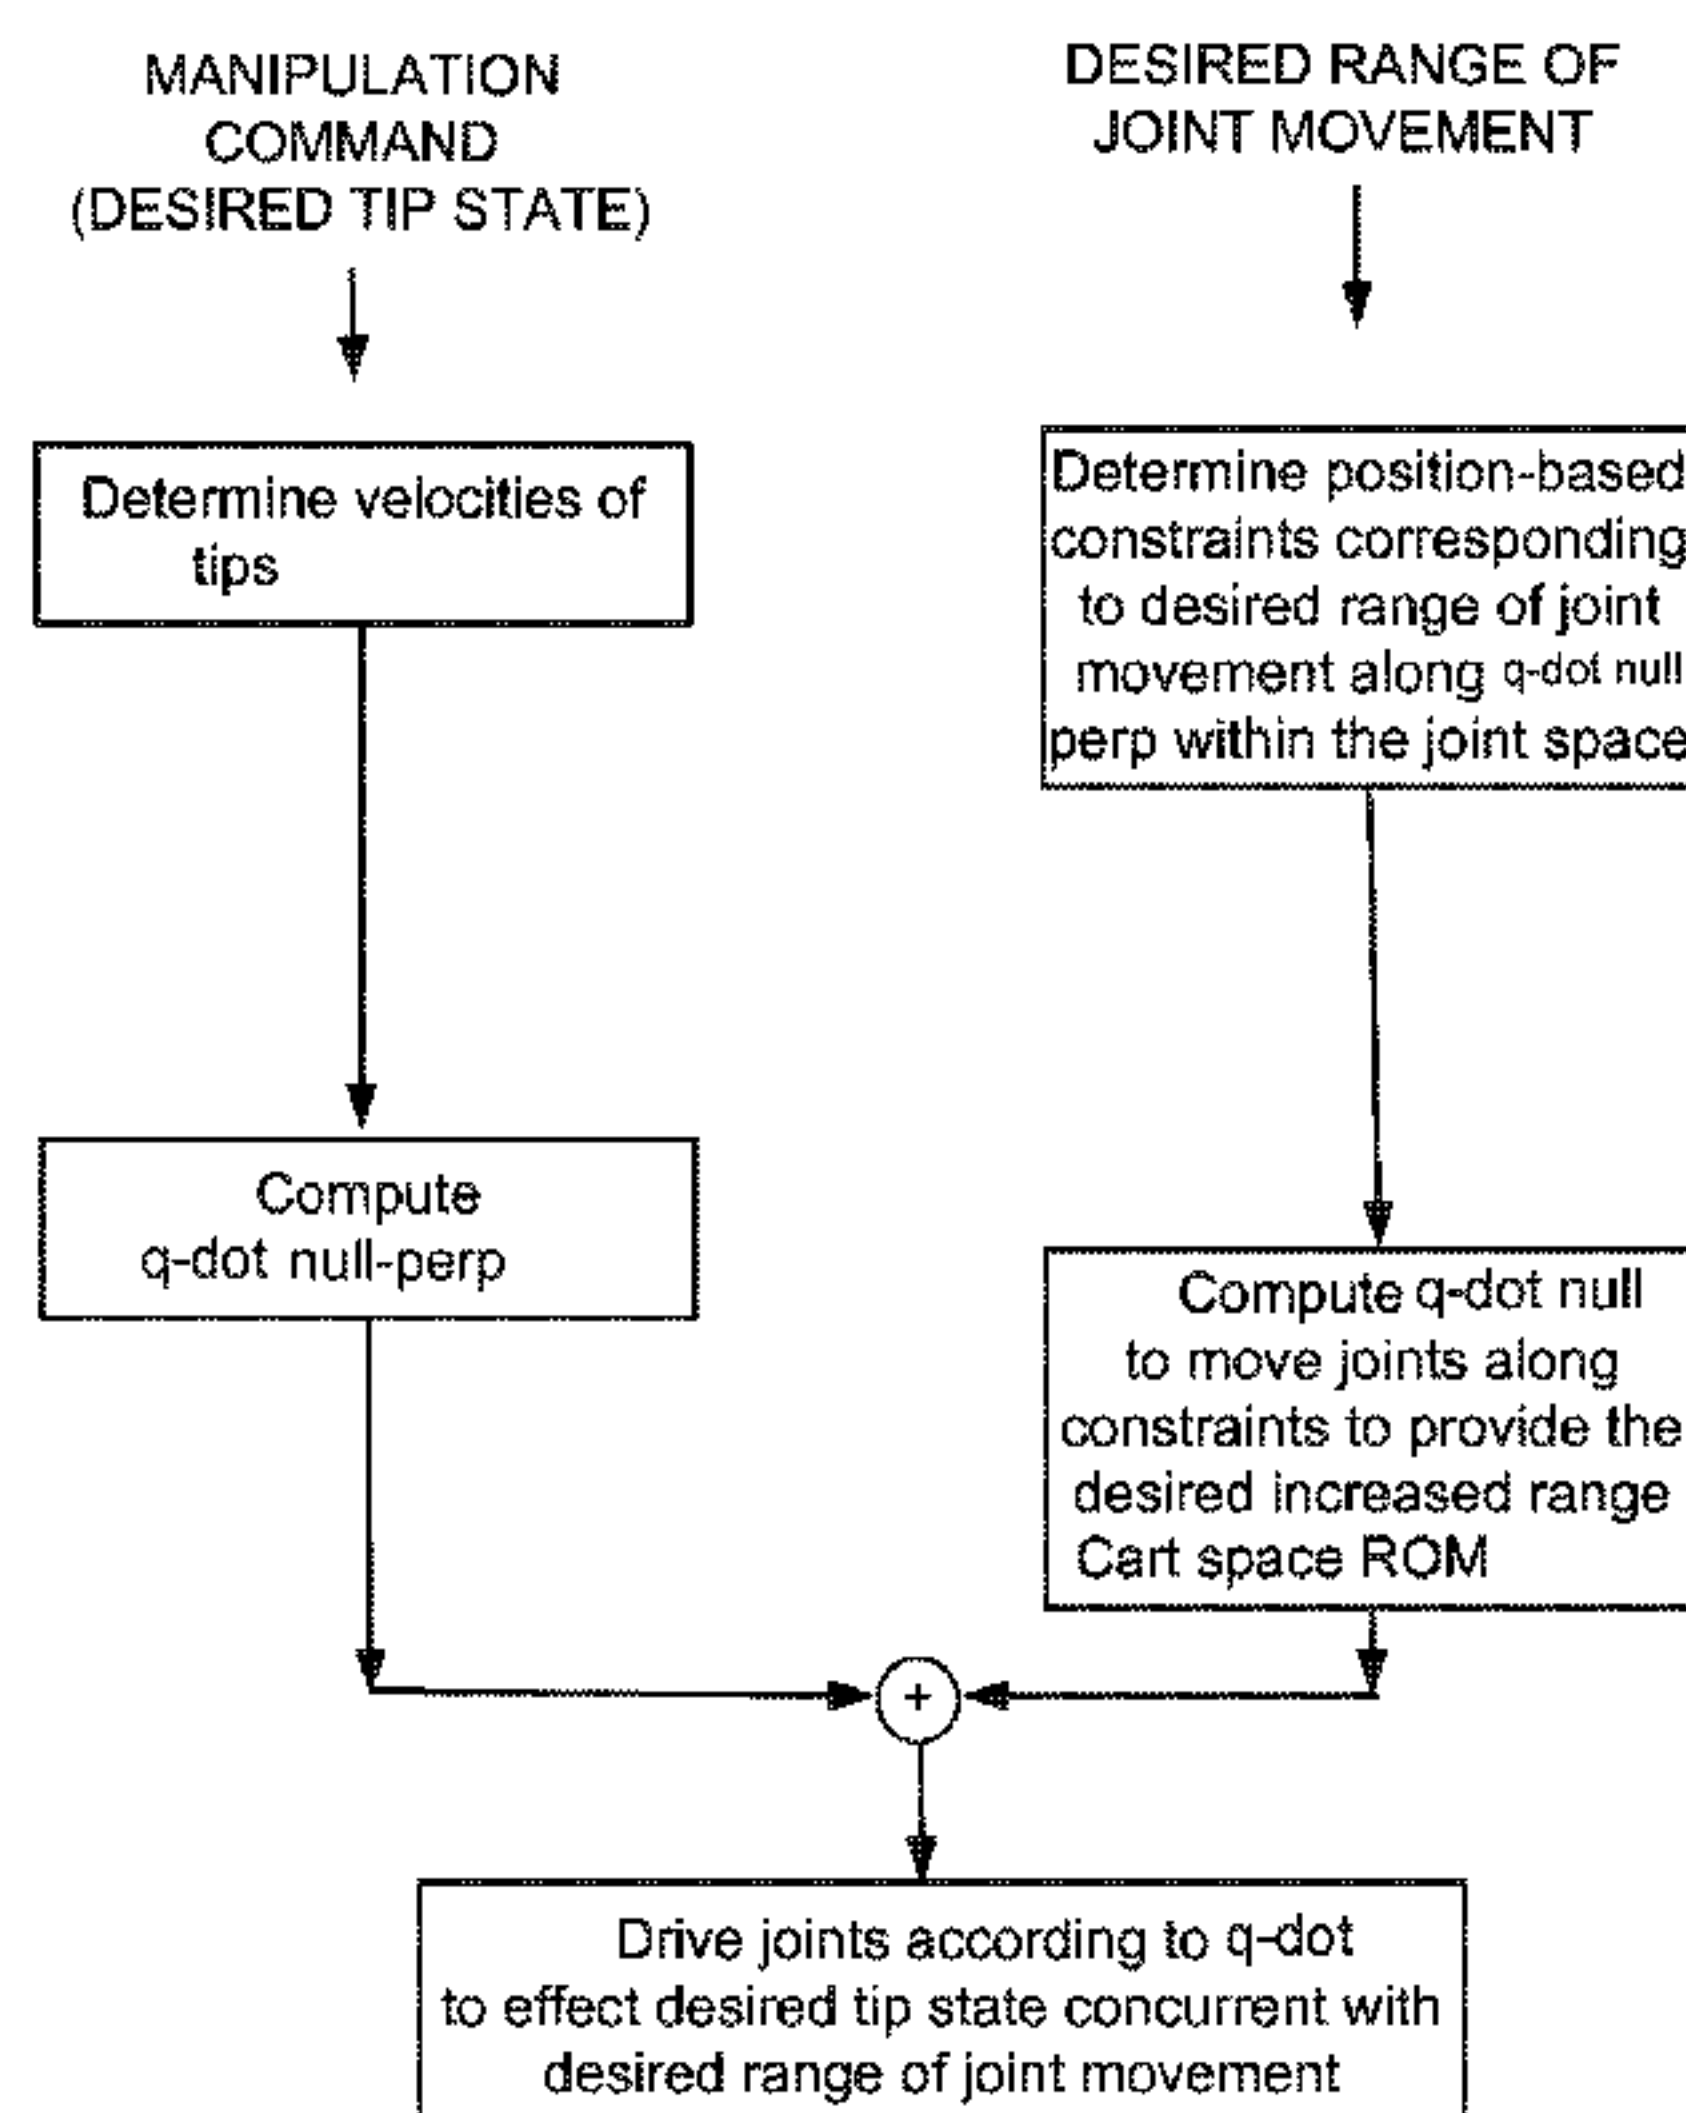 MANIPULATION
COMMAND
(DESIRED TIP STATE)
DESIRED RANGE OF
JOINT MOVEMENT
Determine velocities of
tips
Determine position-based
constraints corresponding
to desired range of joint
movement along q-dot null
perp within the joint space
Compute
q-dot null-perp
Compute q-dot null
to move joints along
constraints to provide the
desired increased range
Cart space ROM
+
Drive joints according to q-dot
to effect desired tip state concurrent with
desired range of joint movement